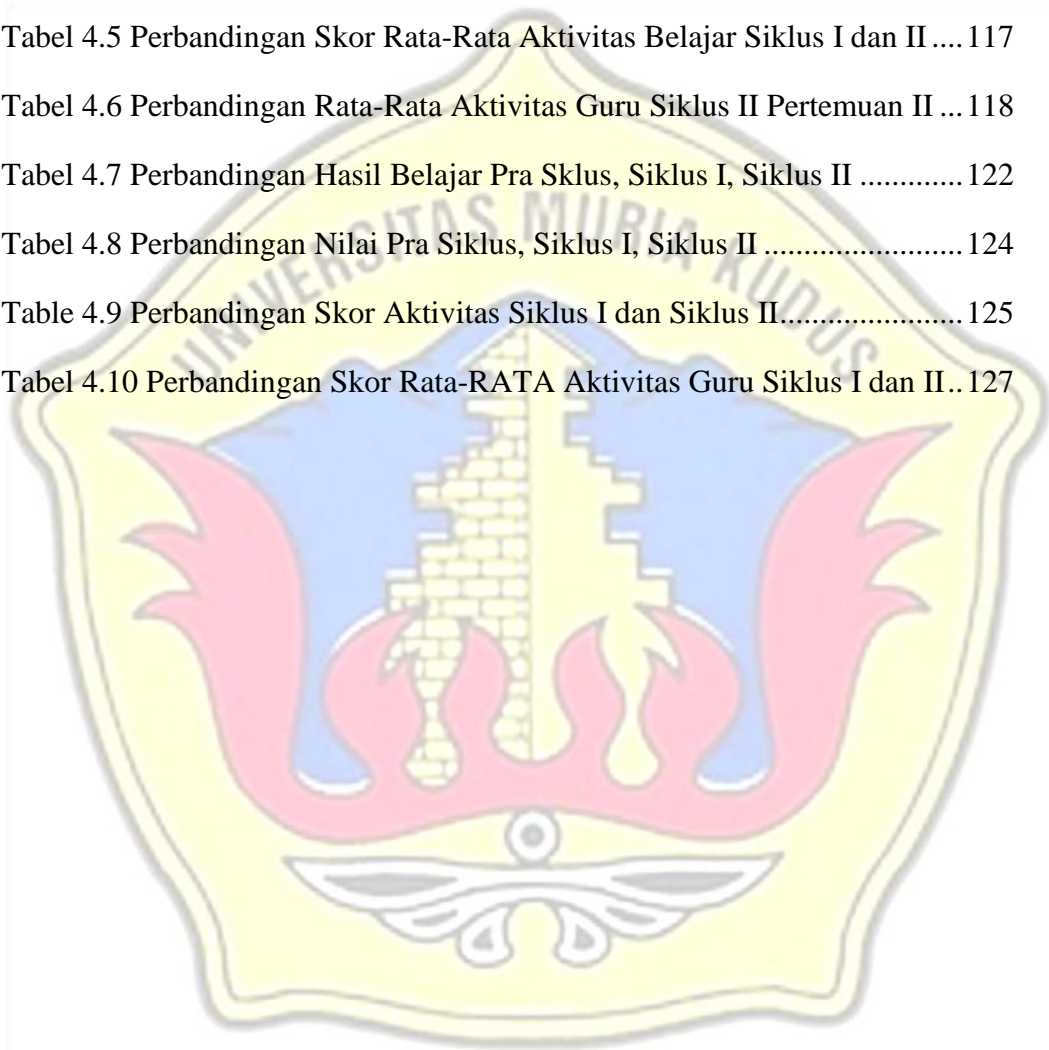 Tabel 4.5 Perbandingan Skor Rata-Rata Aktivitas Belajar Siklus I dan II....117
Tabel 4.6 Perbandingan Rata-Rata Aktivitas Guru Siklus II Pertemuan II...118
Tabel 4.7 Perbandingan Hasil Belajar Pra Sklus, Siklus I, Siklus II .............122
Tabel 4.8 Perbandingan Nilai Pra Siklus, Siklus I, Siklus II ......................124
Table 4.9 Perbandingan Skor Aktivitas Siklus I dan Siklus II.....................125
Tabel 4.10 Perbandingan Skor Rata-RATA Aktivitas Guru Siklus I dan II..127
UNIVERSITAS MURIA KUDUS